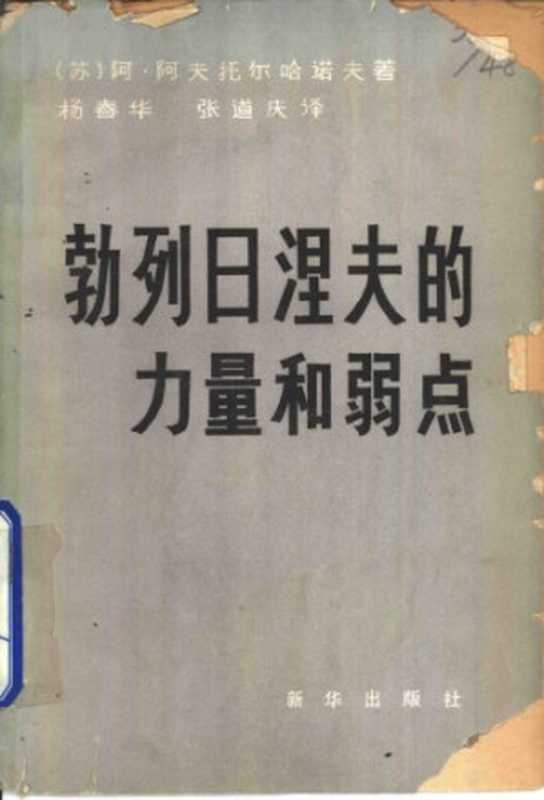 (苏)阿·阿夫托尔哈诺夫著
杨春华 张道庆译
勃列日涅夫的
力量和弱点
新华出版社
/48